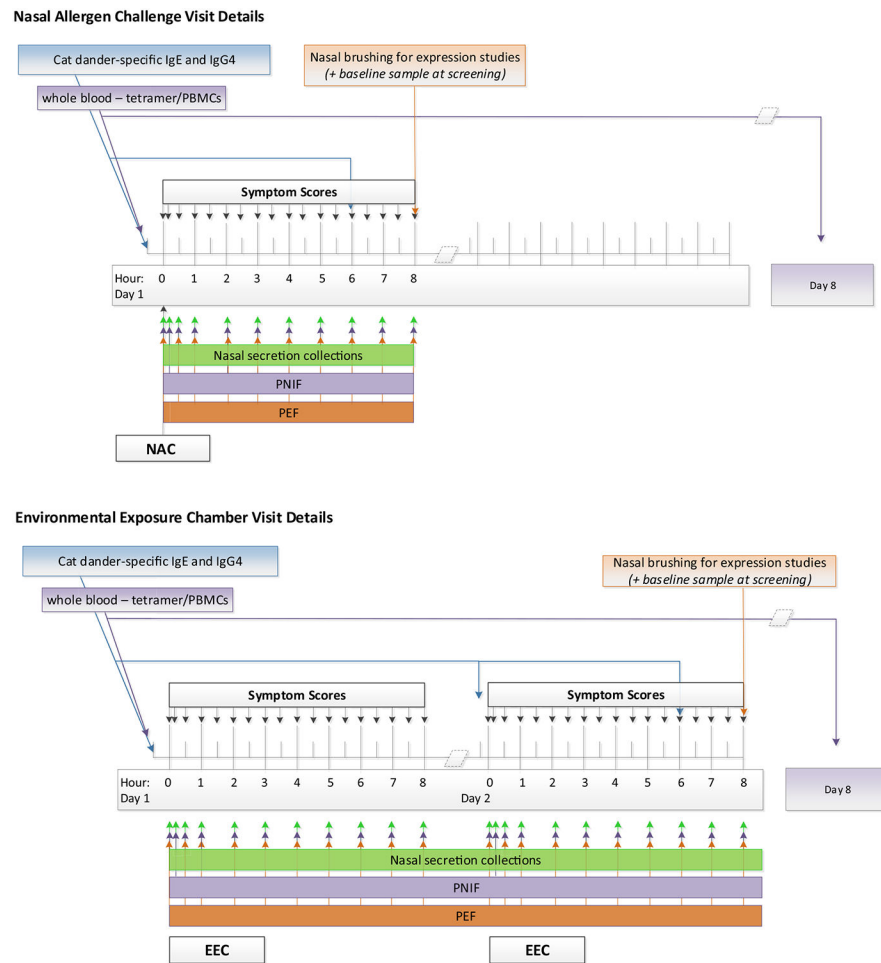 Nasal Allergen Challenge Visit Details
Cat dander-specific IgE and IgG4
Nasal brushing for expression studies
(+ baseline sample at screening)
whole blood – tetramer/PBMCs
Symptom Scores
Hour: 0 1 2 3 4 5 6 7 8
Day 1
Day 8
Nasal secretion collections
PNIF
PEF
NAC
Environmental Exposure Chamber Visit Details
Cat dander-specific IgE and IgG4
Nasal brushing for expression studies
(+ baseline sample at screening)
whole blood – tetramer/PBMCs
Symptom Scores Symptom Scores
Hour: 0 1 2 3 4 5 6 7 8 0 1 2 3 4 5 6 7 8
Day 1 Day 2
Day 8
Nasal secretion collections
PNIF
PEF
EEC EEC